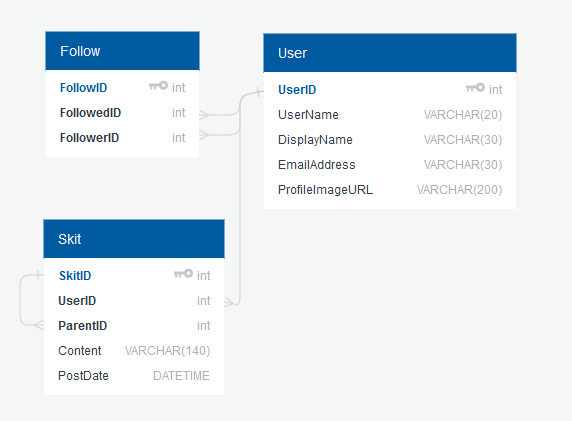 Follow
FollowID int
FollowedID int
FollowerID int
User
UserID int
UserName VARCHAR(20)
DisplayName VARCHAR(30)
EmailAddress VARCHAR(30)
ProfileImageURL VARCHAR(200)
Skit
SkitID int
UserID int
ParentID int
Content VARCHAR(140)
PostDate DATETIME